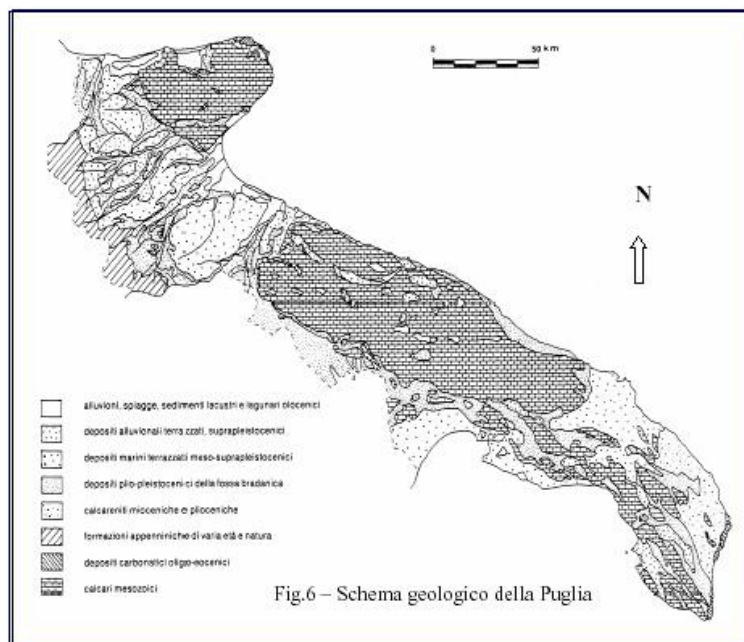 0 50 km
N
alluvioni, spiagge, sedimenti lacustri e lagunari olocenici
depositi alluvionali terrazzati, suprapleistocenici
depositi marini terrazzati meso-suprapleistocenici
depositi plio-pleistocenici della fossa bradanica
calcareniti mioceniche e plioceniche
formazioni appenniniche di varia età e natura
depositi carbonatici oligo-eocenici
calcari mesozoici
Fig.6 – Schema geologico della Puglia